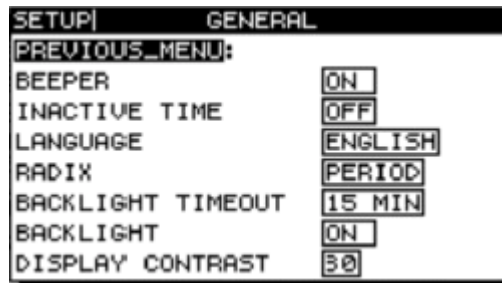 SETUP| GENERAL
PREVIOUS_MENU:
BEEPER ON
INACTIVE TIME OFF
LANGUAGE ENGLISH
RADIX PERIOD
BACKLIGHT TIMEOUT 15 MIN
BACKLIGHT ON
DISPLAY CONTRAST 30